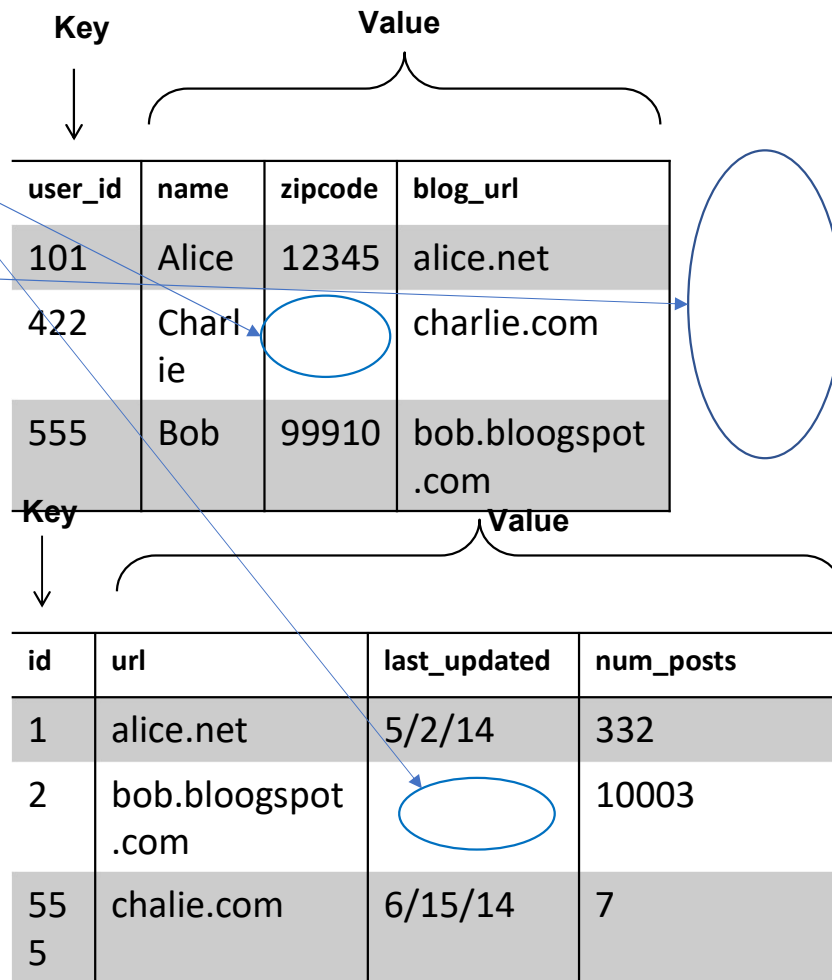 Key Value
user_id name zipcode blog_url
101 Alice 12345 alice.net
422 Charl charlie.com
ie
555 Bob 99910 bob.bloogspot
.com
Key Value
id url last_updated num_posts
1 alice.net 5/2/14 332
2 bob.bloogspot 10003
.com
55 chalie.com 6/15/14 7
5